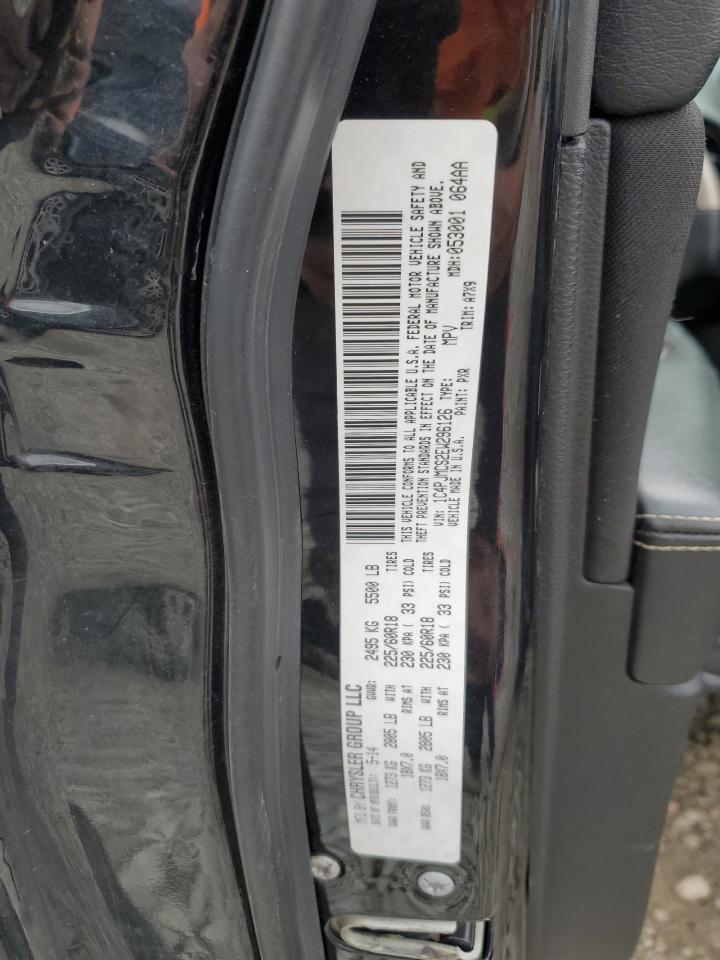 MFD BY CHRYSLER GROUP LLC
DATE OF MFR 5-14 GVWR: 2495 KG 5500 LB
GAWR FRONT: 1273 KG 2805 LB WITH 225/60R18 TIRES
18X7.0 RIMS AT 230 KPA ( 33 PSI) COLD
GAWR REAR: 1273 KG 2805 LB WITH 225/60R18 TIRES
18X7.0 RIMS AT 230 KPA ( 33 PSI) COLD
THIS VEHICLE CONFORMS TO ALL APPLICABLE U.S.A. FEDERAL MOTOR VEHICLE SAFETY AND
THEFT PREVENTION STANDARDS IN EFFECT ON THE DATE OF MANUFACTURE SHOWN ABOVE.
VIN: 1C4PJMCS2EW296126 TYPE: MPV MDH:053001 064AA
VEHICLE MADE IN U.S.A. PAINT: PXR TRIM: A7X9